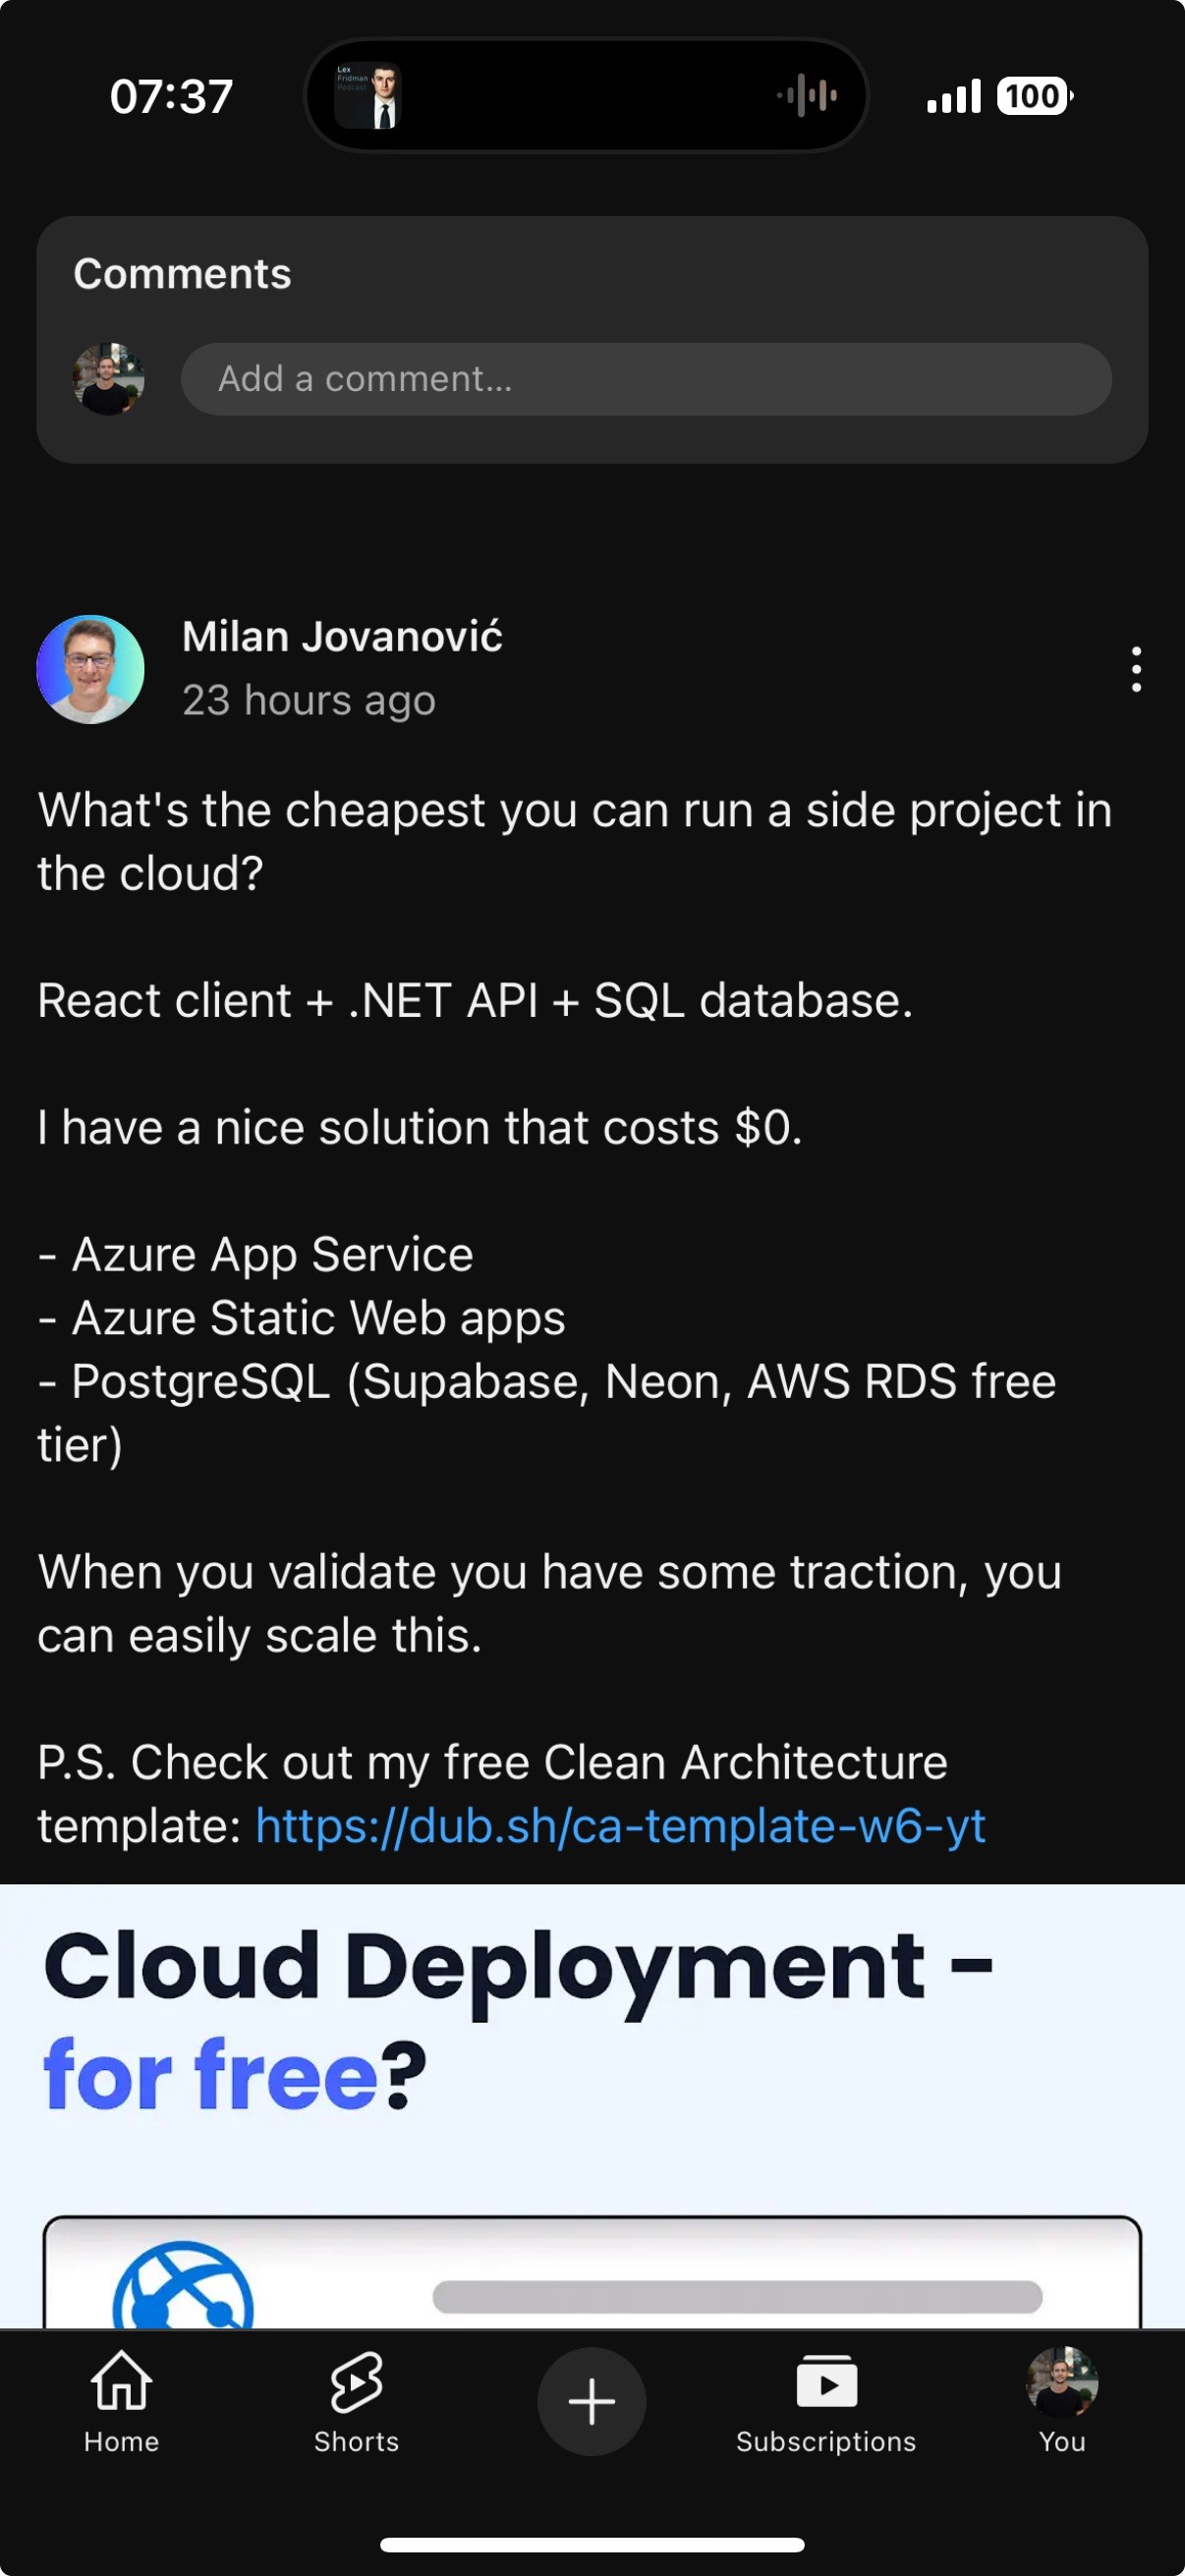 07:37
Lex
Fridman
Podcast
100
Comments
Add a comment...
Milan Jovanović
23 hours ago
What's the cheapest you can run a side project in
the cloud?
React client + .NET API + SQL database.
I have a nice solution that costs $0.
- Azure App Service
- Azure Static Web apps
- PostgreSQL (Supabase, Neon, AWS RDS free
tier)
When you validate you have some traction, you
can easily scale this.
P.S. Check out my free Clean Architecture
template: https://dub.sh/ca-template-w6-yt
Cloud Deployment -
for free?
Home
Shorts
Subscriptions
You